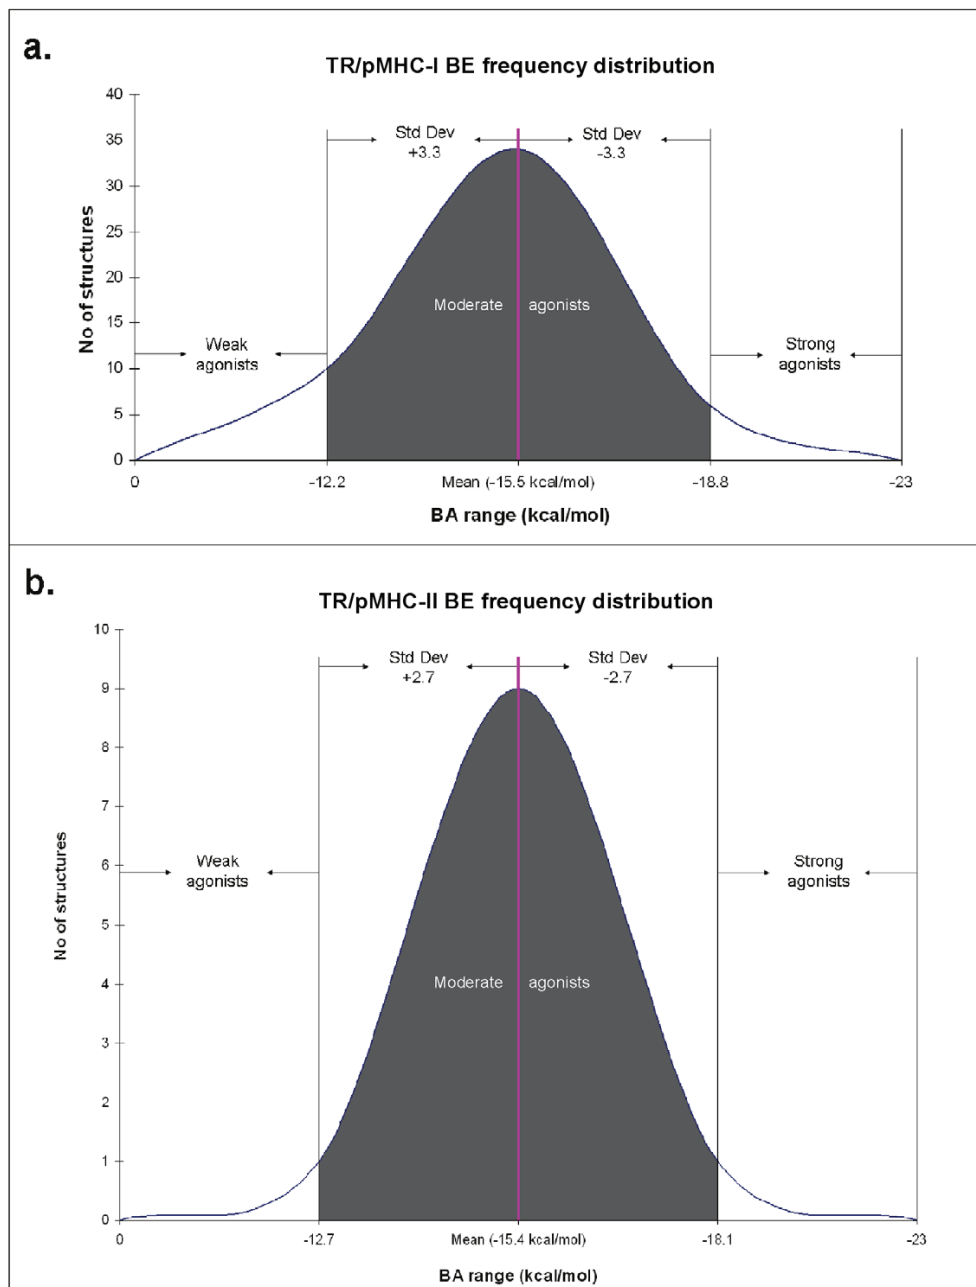 a.
TR/pMHC-I BE frequency distribution
40
35
30
25
20
15
10
5
0
No of structures
Std Dev
+3.3
Std Dev
-3.3
Moderate agonists
Weak
agonists
Strong
agonists
0 -12.2 Mean (-15.5 kcal/mol) -18.8 -23
BA range (kcal/mol)
b.
TR/pMHC-II BE frequency distribution
10
9
8
7
6
5
4
3
2
1
0
No of structures
Std Dev
+2.7
Std Dev
-2.7
Weak
agonists
Strong
agonists
Moderate agonists
0 -12.7 Mean (-15.4 kcal/mol) -18.1 -23
BA range (kcal/mol)